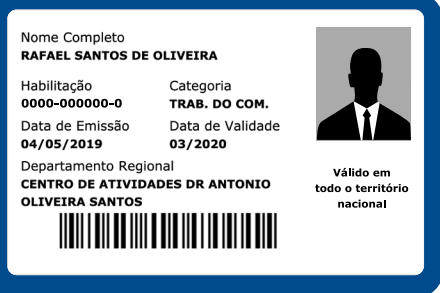 Nome Completo
RAFAEL SANTOS DE OLIVEIRA
Habilitação
0000-000000-0
Categoria
TRAB. DO COM.
Data de Emissão
04/05/2019
Data de Validade
03/2020
Departamento Regional
CENTRO DE ATIVIDADES DR ANTONIO
OLIVEIRA SANTOS
Válido em
todo o território
nacional